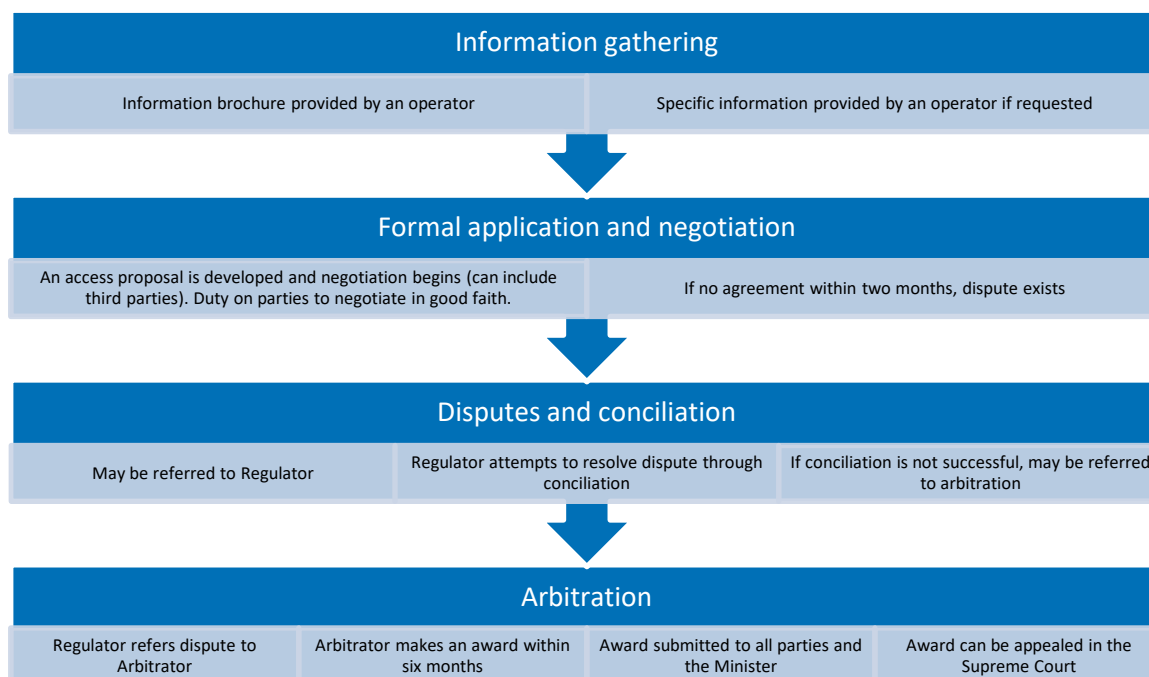 Information gathering
Information brochure provided by an operator
Specific information provided by an operator if requested
Formal application and negotiation
An access proposal is developed and negotiation begins (can include
third parties). Duty on parties to negotiate in good faith.
If no agreement within two months, dispute exists
Disputes and conciliation
May be referred to Regulator
Regulator attempts to resolve dispute through
conciliation
If conciliation is not successful, may be referred
to arbitration
Arbitration
Regulator refers dispute to
Arbitrator
Arbitrator makes an award within
six months
Award submitted to all parties and
the Minister
Award can be appealed in the
Supreme Court